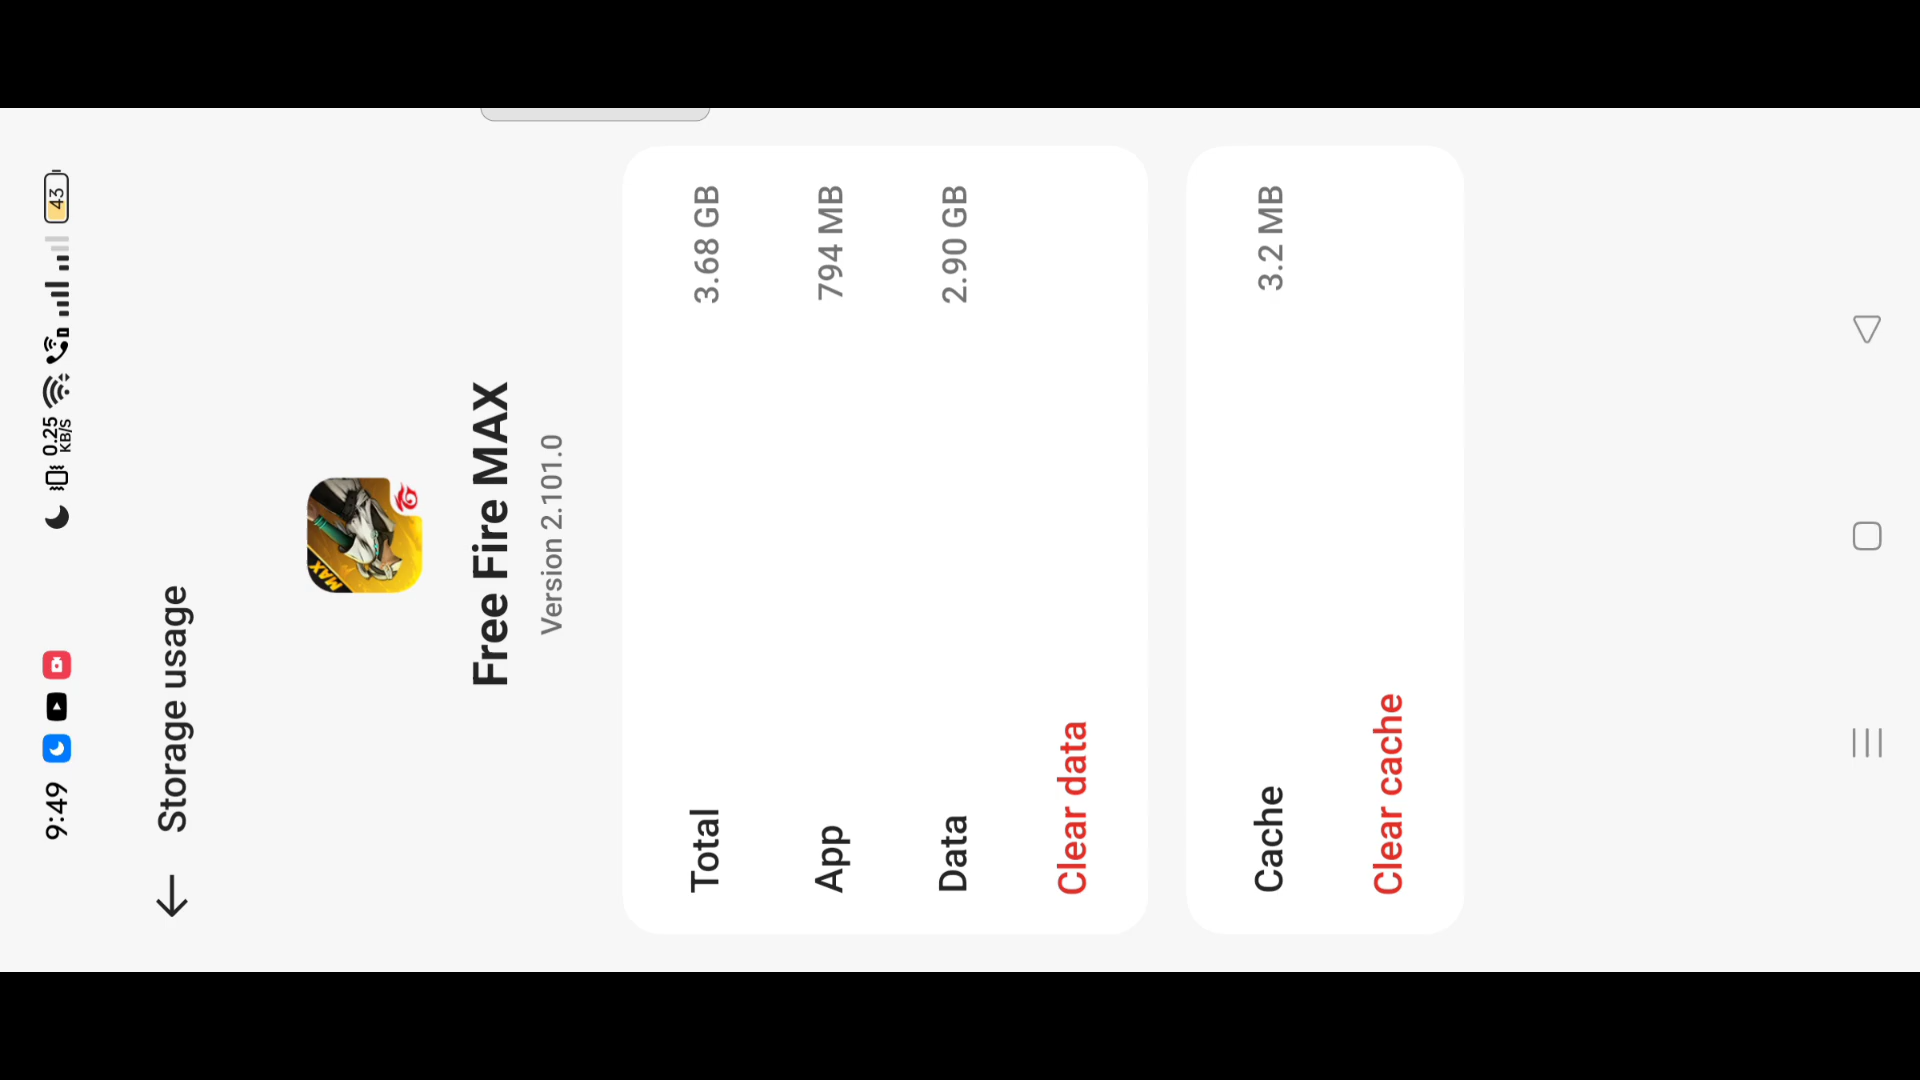 9:49
0.25
KB/S
43
Storage usage
MAX
Free Fire MAX
Version 2.101.0
Total 3.68 GB
App 794 MB
Data 2.90 GB
Clear data
Cache 3.2 MB
Clear cache